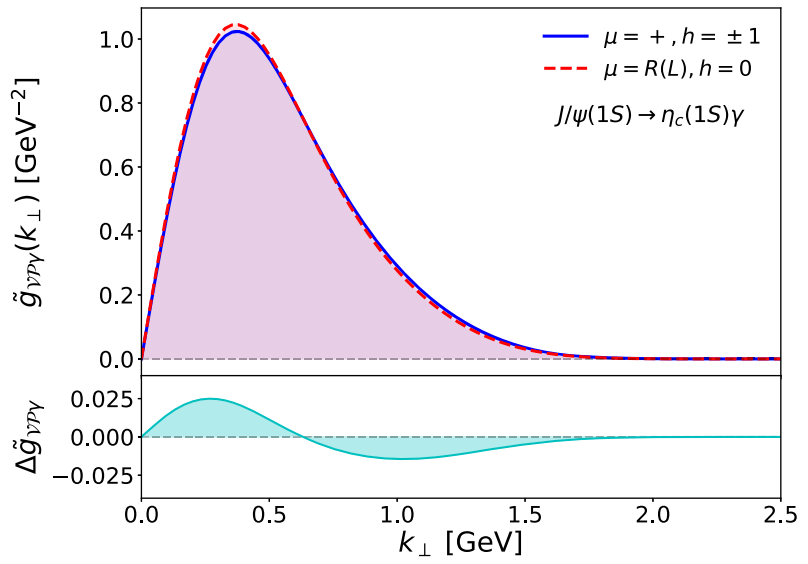 μ = +, h = ± 1
μ = R(L), h = 0
J/ψ(1S) → η_c(1S)γ
g̃_𝒱𝒫γ(k_⊥) [GeV⁻²]
1.0
0.8
0.6
0.4
0.2
0.0
Δg̃_𝒱𝒫γ
0.025
0.000
−0.025
0.0 0.5 1.0 1.5 2.0 2.5
k_⊥ [GeV]